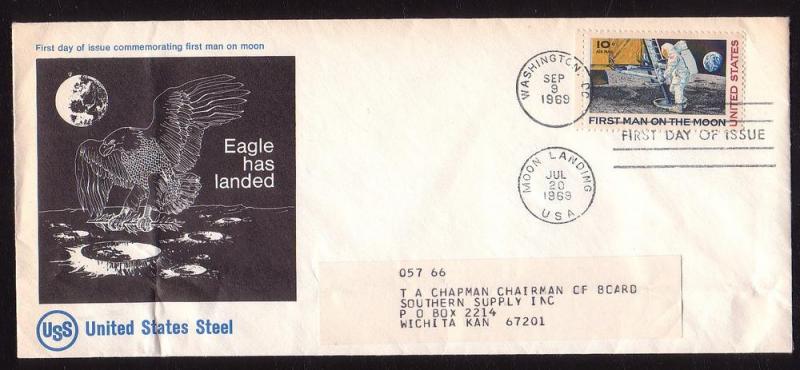 First day of issue commemorating first man on moon
Eagle
has
landed
USS United States Steel
WASHINGTON, DC
SEP
9
1969
10¢
AIR MAIL
UNITED STATES
FIRST MAN ON THE MOON
FIRST DAY OF ISSUE
MOON LANDING
JUL
20
1969
USA
057 66
T A CHAPMAN CHAIRMAN OF BOARD
SOUTHERN SUPPLY INC
P O BOX 2214
WICHITA KAN 67201